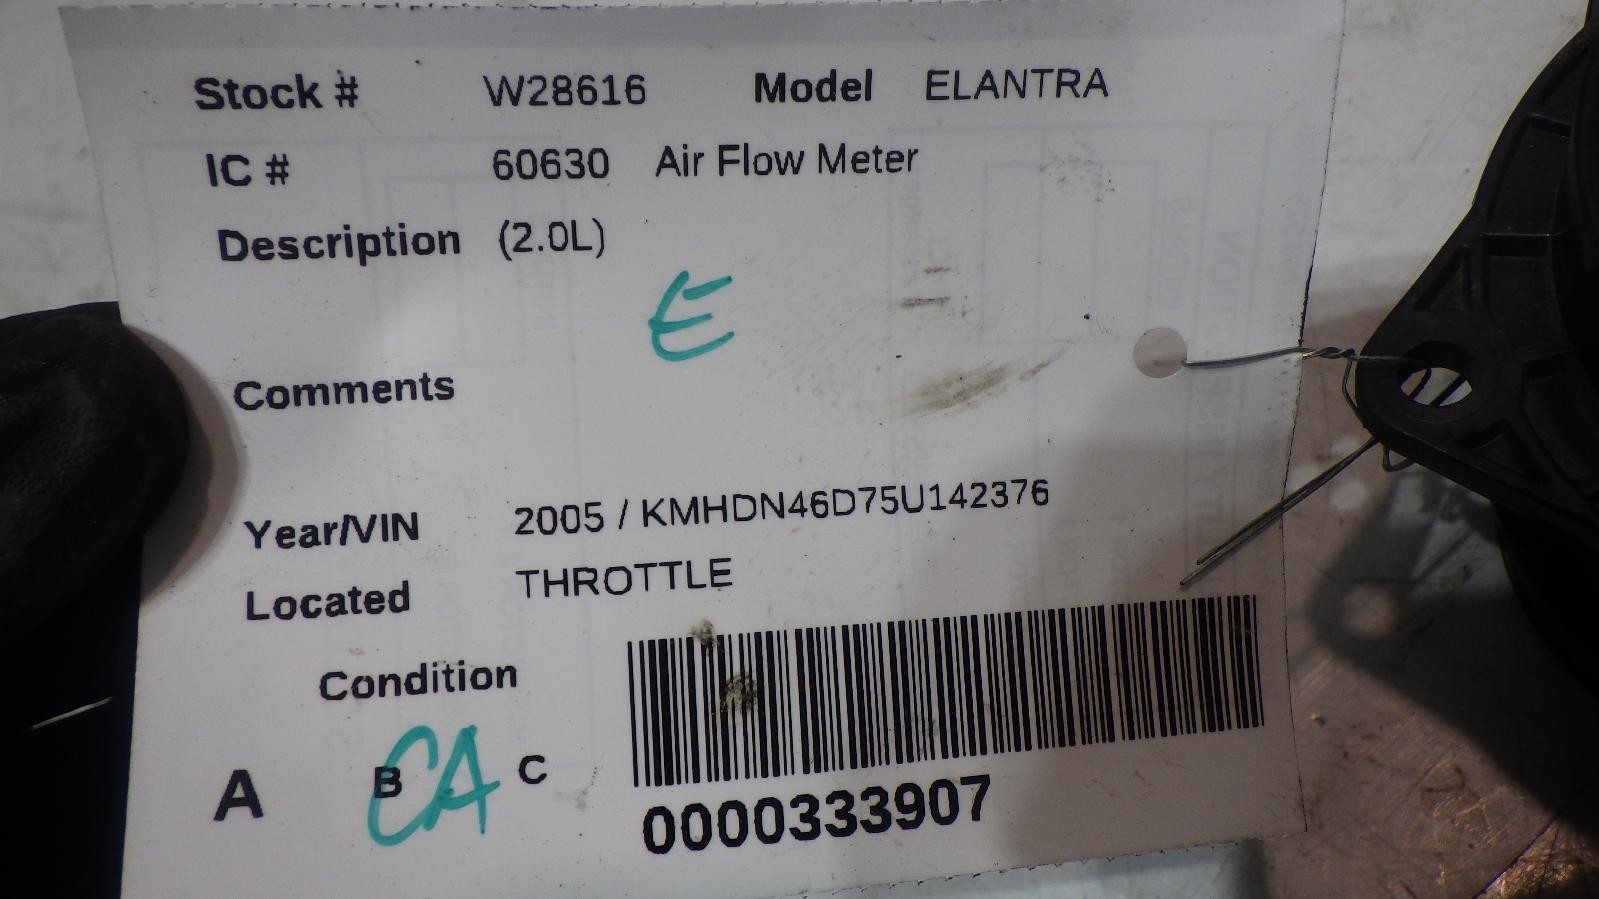 Stock # W28616 Model ELANTRA
IC # 60630 Air Flow Meter
Description (2.0L)
E
Comments
Year/VIN 2005 / KMHDN46D75U142376
Located THROTTLE
Condition
A B CA C
0000333907